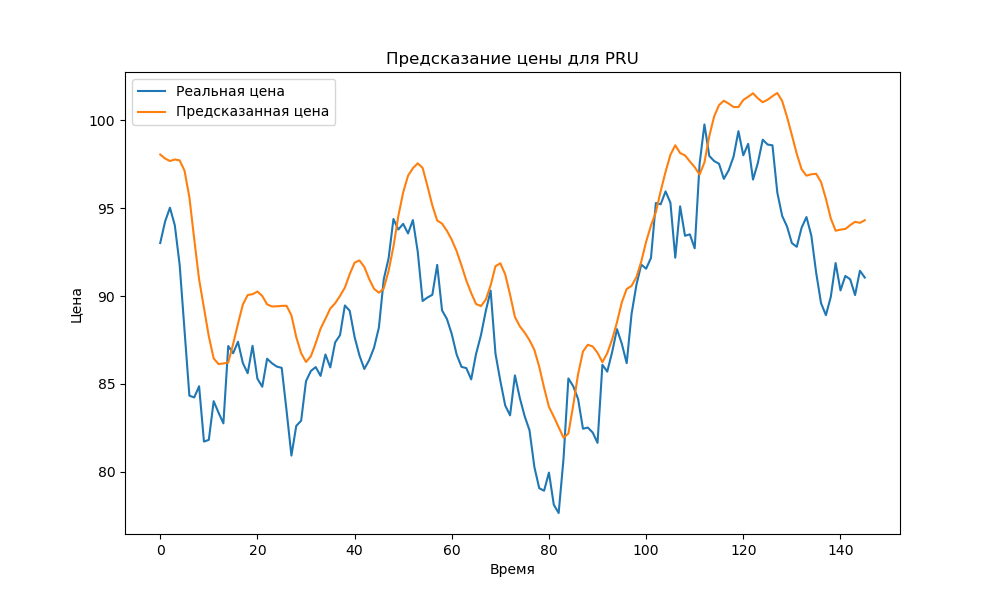 Предсказание цены для PRU
Реальная цена
Предсказанная цена
Цена
100
95
90
85
80
0 20 40 60 80 100 120 140
Время